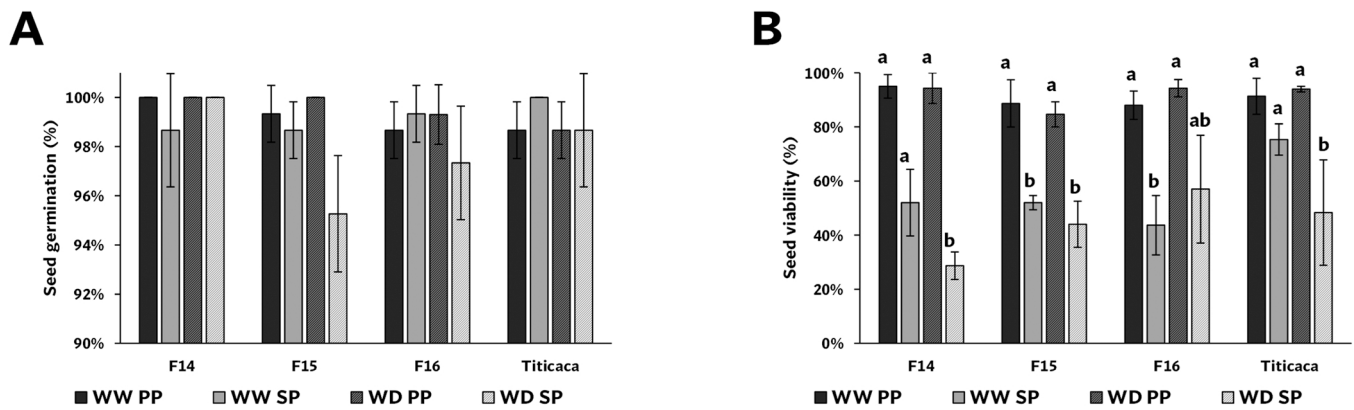 A
Seed germination (%)
100%
98%
96%
94%
92%
90%
F14 F15 F16 Titicaca
WW PP WW SP WD PP WD SP
B
Seed viability (%)
100%
80%
60%
40%
20%
0%
a a a b
a b a b
a b a ab
a a a b
F14 F15 F16 Titicaca
WW PP WW SP WD PP WD SP